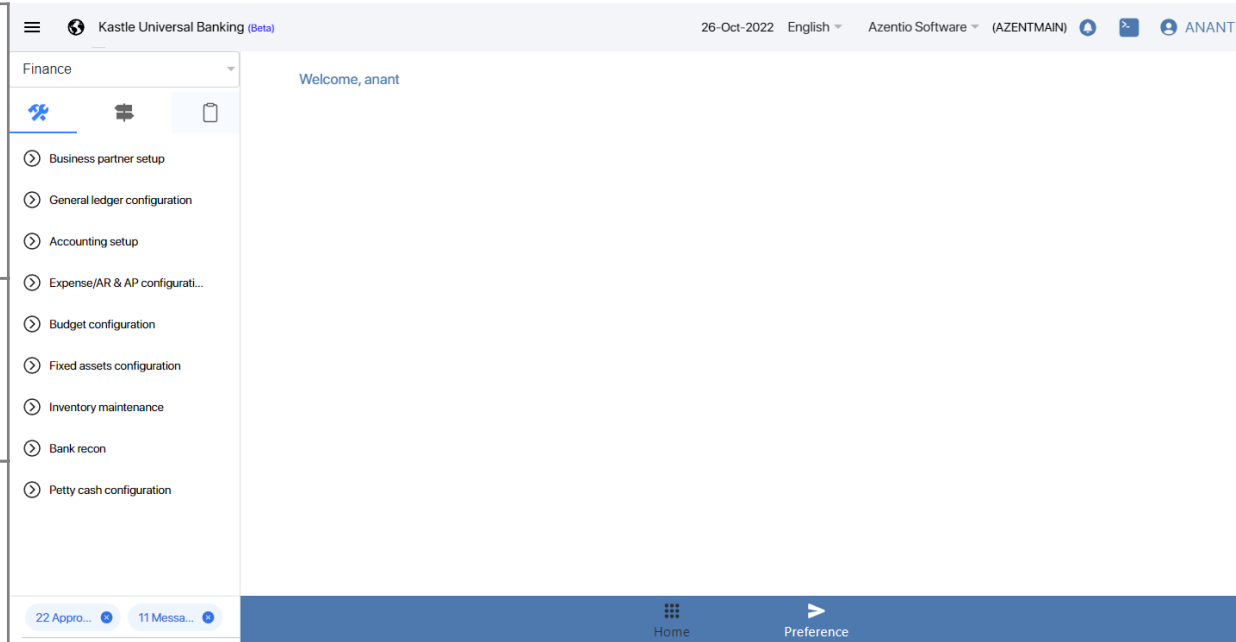 Kastle Universal Banking (Beta) 26-Oct-2022 English Azentio Software (AZENTMAIN) ANANT
Finance
Welcome, anant
Business partner setup
General ledger configuration
Accounting setup
Expense/AR & AP configurati...
Budget configuration
Fixed assets configuration
Inventory maintenance
Bank recon
Petty cash configuration
22 Appro... 11 Messa...
Home Preference